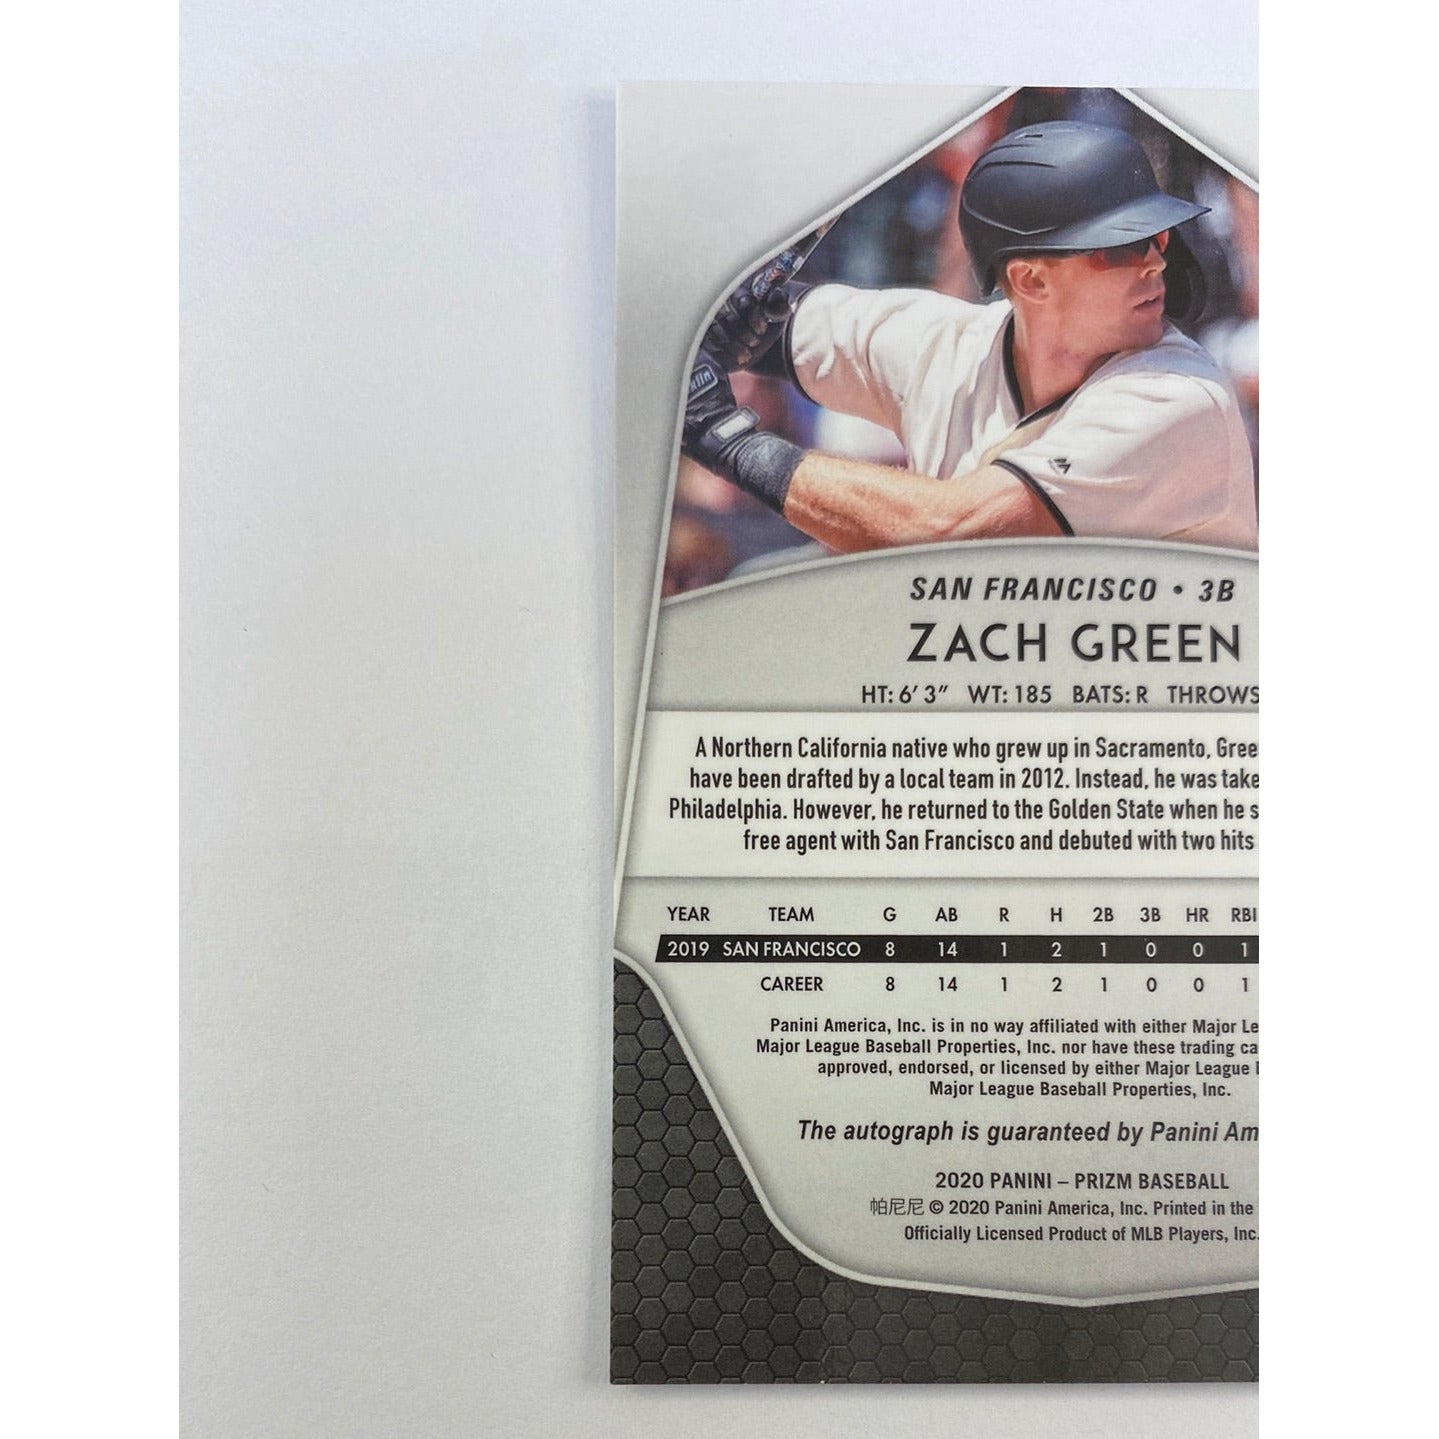 SAN FRANCISCO • 3B
ZACH GREEN
HT: 6' 3" WT: 185 BATS: R THROWS
A Northern California native who grew up in Sacramento, Gree
have been drafted by a local team in 2012. Instead, he was take
Philadelphia. However, he returned to the Golden State when he s
free agent with San Francisco and debuted with two hits
YEAR TEAM G AB R H 2B 3B HR RBI
2019 SAN FRANCISCO 8 14 1 2 1 0 0 1
CAREER 8 14 1 2 1 0 0 1
Panini America, Inc. is in no way affiliated with either Major Le
Major League Baseball Properties, Inc. nor have these trading ca
approved, endorsed, or licensed by either Major League
Major League Baseball Properties, Inc.
The autograph is guaranteed by Panini Am
2020 PANINI – PRIZM BASEBALL
帕尼尼 © 2020 Panini America, Inc. Printed in the
Officially Licensed Product of MLB Players, Inc.